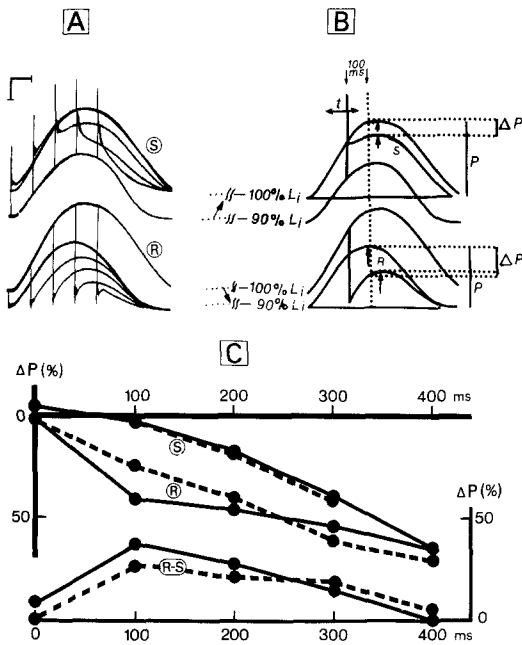 A
B
100
ms
t
ΔP
S
P
S
100% Li
90% Li
R
R
ΔP
P
100% Li
90% Li
C
ΔP (%)
100 200 300 400 ms
0
S
R
50
ΔP (%)
50
R-S
0
0 100 200 300 400 ms